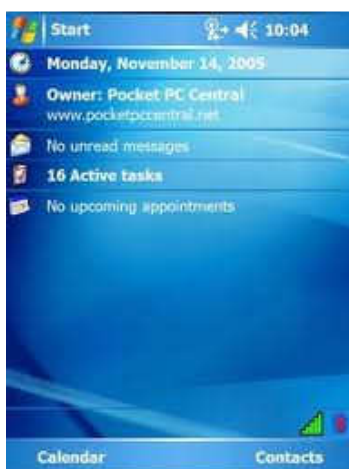 Start 10:04
Monday, November 14, 2005
Owner: Pocket PC Central
www.pocketpccentral.net
No unread messages
16 Active tasks
No upcoming appointments
Calendar Contacts